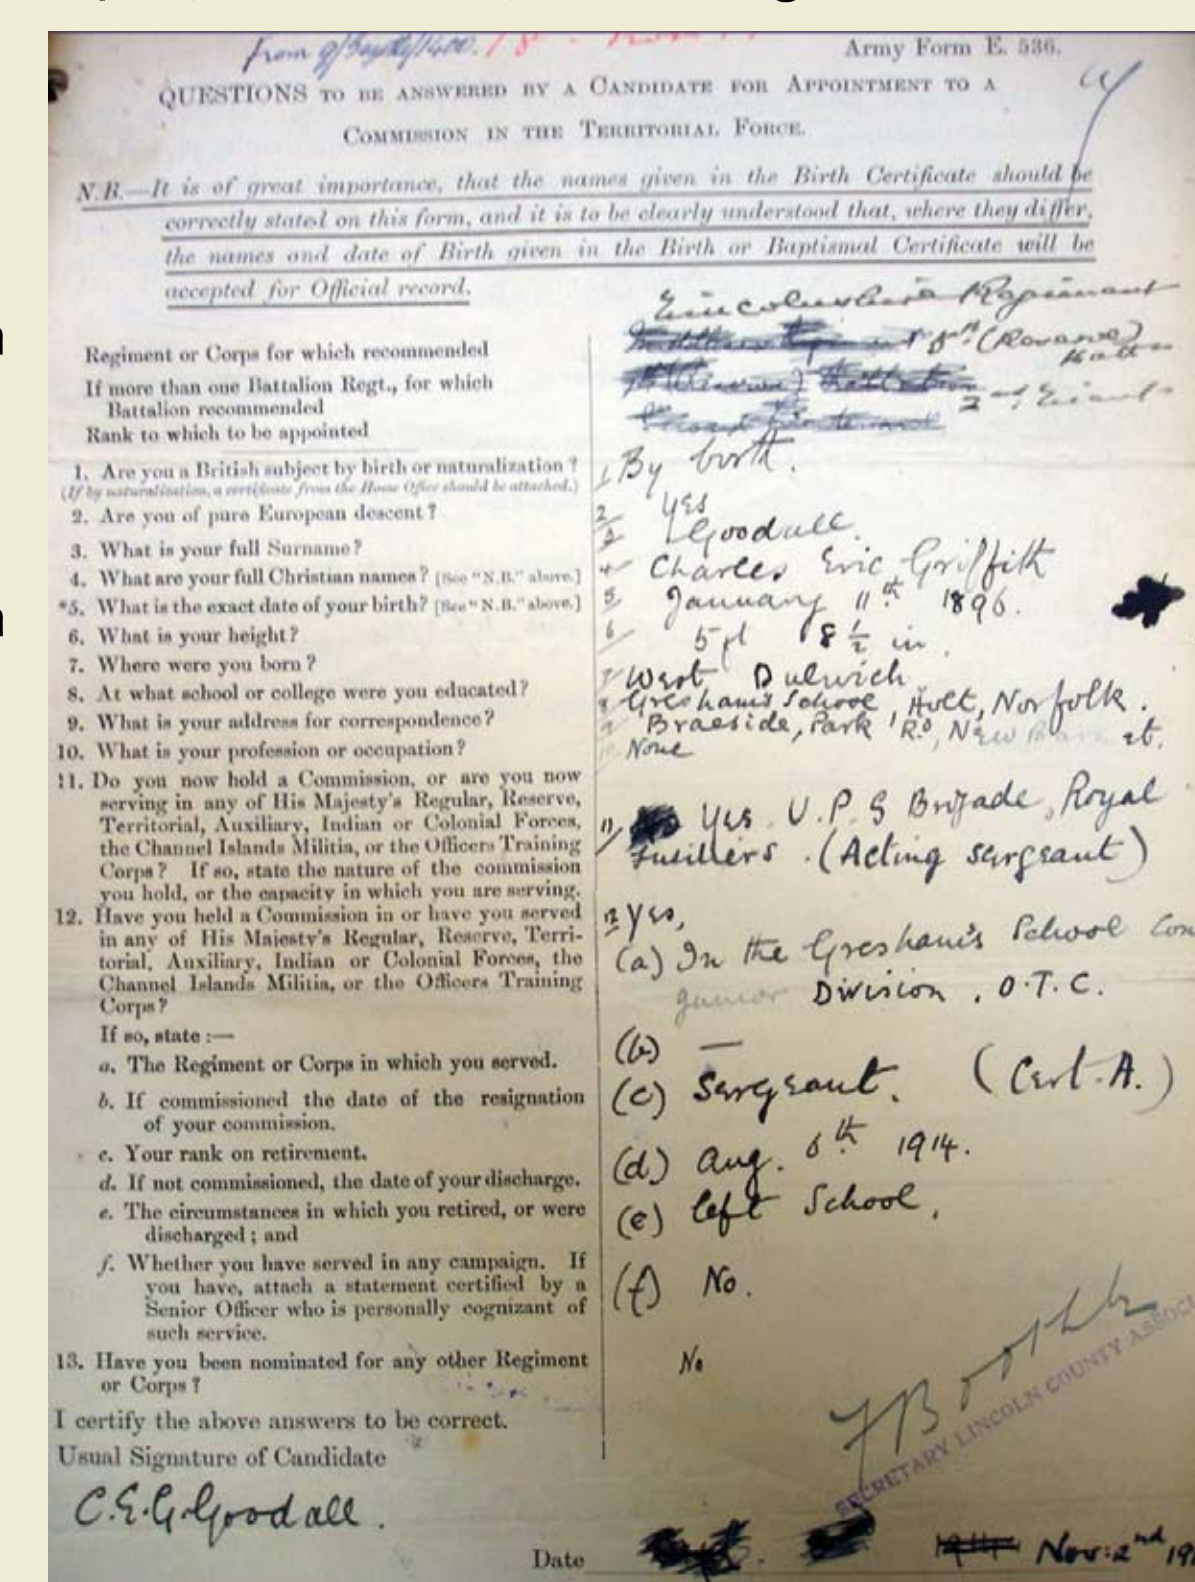 From 9/
Army Form E. 536.
QUESTIONS TO BE ANSWERED BY A CANDIDATE FOR APPOINTMENT TO A
COMMISSION IN THE TERRITORIAL FORCE.
N.B.—It is of great importance, that the names given in the Birth Certificate should be
correctly stated on this form, and it is to be clearly understood that, where they differ,
the names and date of Birth given in the Birth or Baptismal Certificate will be
accepted for Official record.
Lincolnshire Regiment
Regiment or Corps for which recommended
(Reserve)
If more than one Battalion Regt., for which
Battalion recommended
Rank to which to be appointed
1. Are you a British subject by birth or naturalization? 1 By birth.
(If by naturalization, a certificate from the Home Office should be attached.)
2. Are you of pure European descent? 2 Yes
3. What is your full Surname? Goodall.
4. What are your full Christian names? [See "N.B." above.] 4 Charles Eric Griffith
*5. What is the exact date of your birth? [See "N.B." above.] 5 January 11th 1896.
6. What is your height? 6 5 ft 8 ½ in.
7. Where were you born? 7 West Dulwich
8. At what school or college were you educated? 8 Gresham's School, Holt, Norfolk.
9. What is your address for correspondence? 9 Braeside, Park Rd, New
10. What is your profession or occupation? 10 None
11. Do you now hold a Commission, or are you now
serving in any of His Majesty's Regular, Reserve,
Territorial, Auxiliary, Indian or Colonial Forces,
the Channel Islands Militia, or the Officers Training
Corps? If so, state the nature of the commission
you hold, or the capacity in which you are serving.
11, Yes. U.P.S Brigade, Royal
Fusiliers. (Acting sergeant)
12. Have you held a Commission in or have you served
in any of His Majesty's Regular, Reserve, Terri-
torial, Auxiliary, Indian or Colonial Forces, the
Channel Islands Militia, or the Officers Training
Corps?
12 Yes,
(a) In the Gresham's School Con
Junior Division, O.T.C.
If so, state :—
a. The Regiment or Corps in which you served.
(b) —
b. If commissioned the date of the resignation
of your commission.
(c) Sergeant. (Cert. A.)
c. Your rank on retirement.
d. If not commissioned, the date of your discharge.
(d) Aug. 6th 1914.
e. The circumstances in which you retired, or were
discharged; and
(e) left School.
f. Whether you have served in any campaign. If
you have, attach a statement certified by a
Senior Officer who is personally cognizant of
such service.
(f) No.
13. Have you been nominated for any other Regiment
or Corps?
No
SECRETARY LINCOLN COUNTY ASSOCI
I certify the above answers to be correct.
Usual Signature of Candidate
C.E.G. Goodall.
Date Nov: 2nd 19